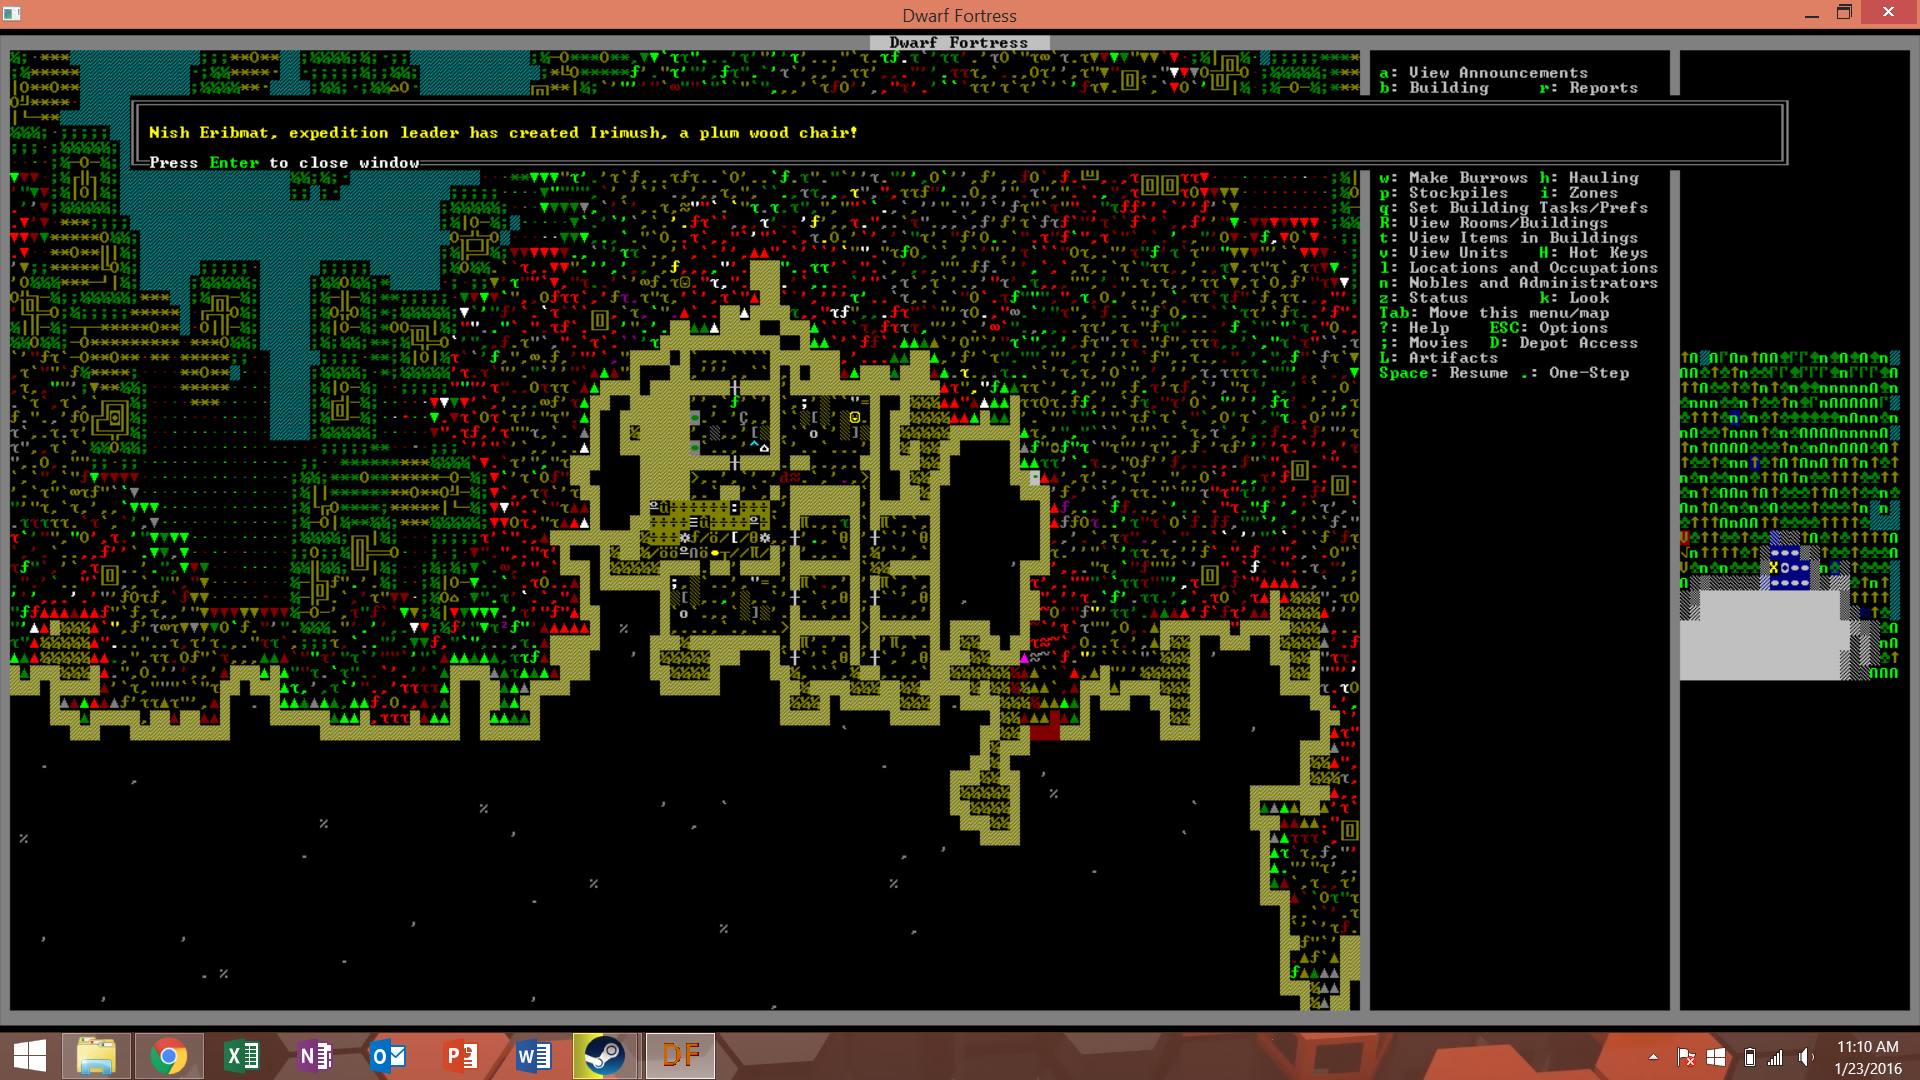 Dwarf Fortress
Dwarf Fortress
a: View Announcements
b: Building r: Reports
Nish Eribmat, expedition leader has created Irimush, a plum wood chair!
Press Enter to close window
w: Make Burrows h: Hauling
p: Stockpiles i: Zones
q: Set Building Tasks/Prefs
R: View Rooms/Buildings
t: View Items in Buildings
v: View Units H: Hot Keys
l: Locations and Occupations
n: Nobles and Administrators
z: Status k: Look
Tab: Move this menu/map
?: Help ESC: Options
;: Movies D: Depot Access
L: Artifacts
Space: Resume .: One-Step
DF
11:10 AM
1/23/2016